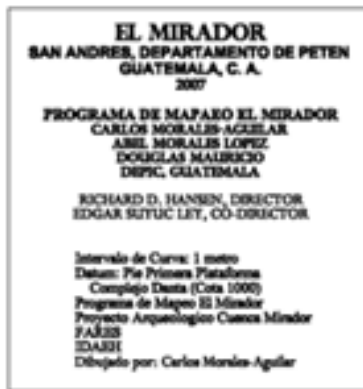 EL MIRADOR
SAN ANDRES, DEPARTAMENTO DE PETEN
GUATEMALA, C. A.
2007
PROGRAMA DE MAPAEO EL MIRADOR
CARLOS MORALES-AGUILAR
ABEL MORALES LOPEZ
DOUGLAS MAURICIO
DEPIC, GUATEMALA
RICHARD D. HANSEN, DIRECTOR
EDGAR SUYUC LEY, CO-DIRECTOR
Intervalo de Curva: 1 metro
Datum: Pie Primera Plataforma
Complejo Danta (Cota 1000)
Programa de Mapeo El Mirador
Proyecto Arqueologico Cuenca Mirador
FARES
IDAEH
Dibujado por: Carlos Morales-Aguilar